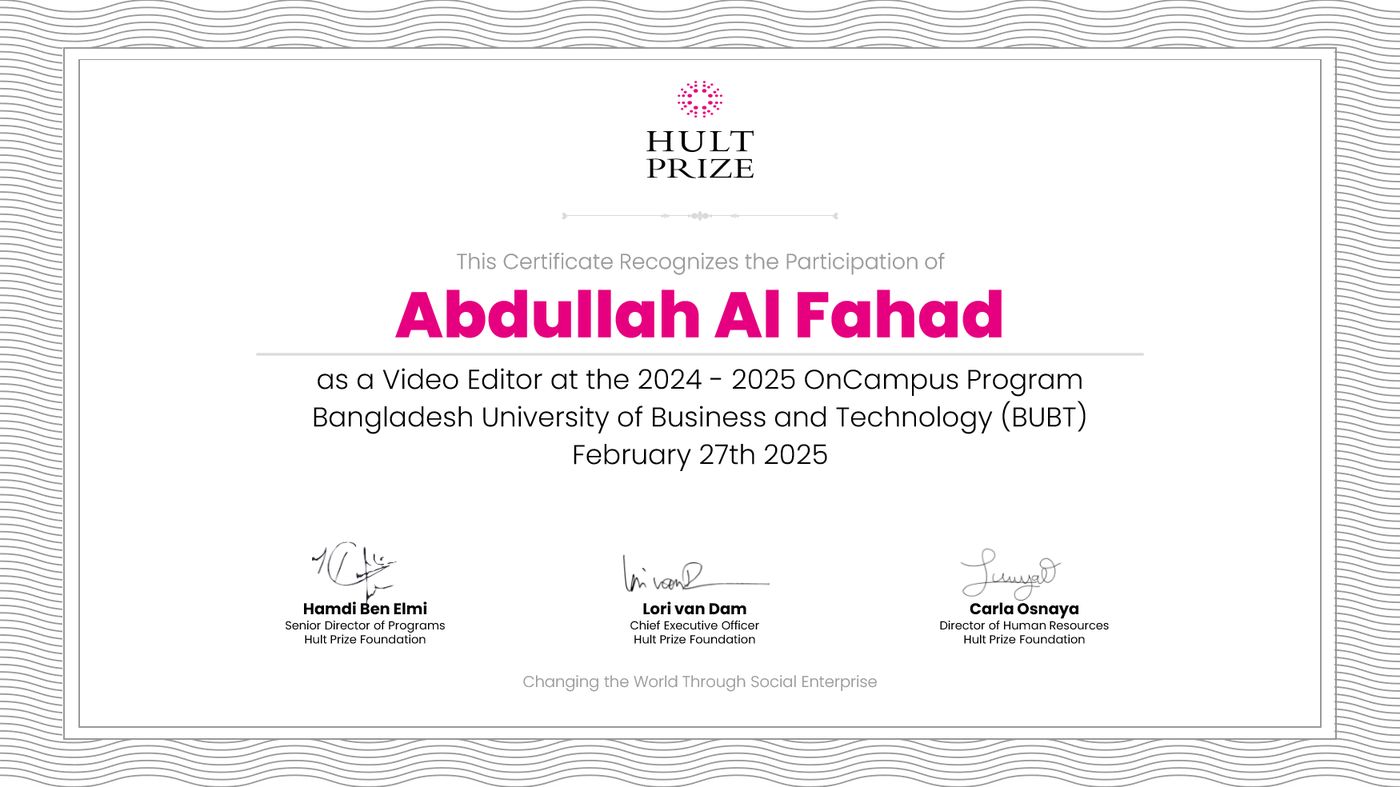 HULT
PRIZE
This Certificate Recognizes the Participation of
Abdullah Al Fahad
as a Video Editor at the 2024 - 2025 OnCampus Program
Bangladesh University of Business and Technology (BUBT)
February 27th 2025
Hamdi Ben Elmi
Senior Director of Programs
Hult Prize Foundation
Lori van Dam
Chief Executive Officer
Hult Prize Foundation
Carla Osnaya
Director of Human Resources
Hult Prize Foundation
Changing the World Through Social Enterprise